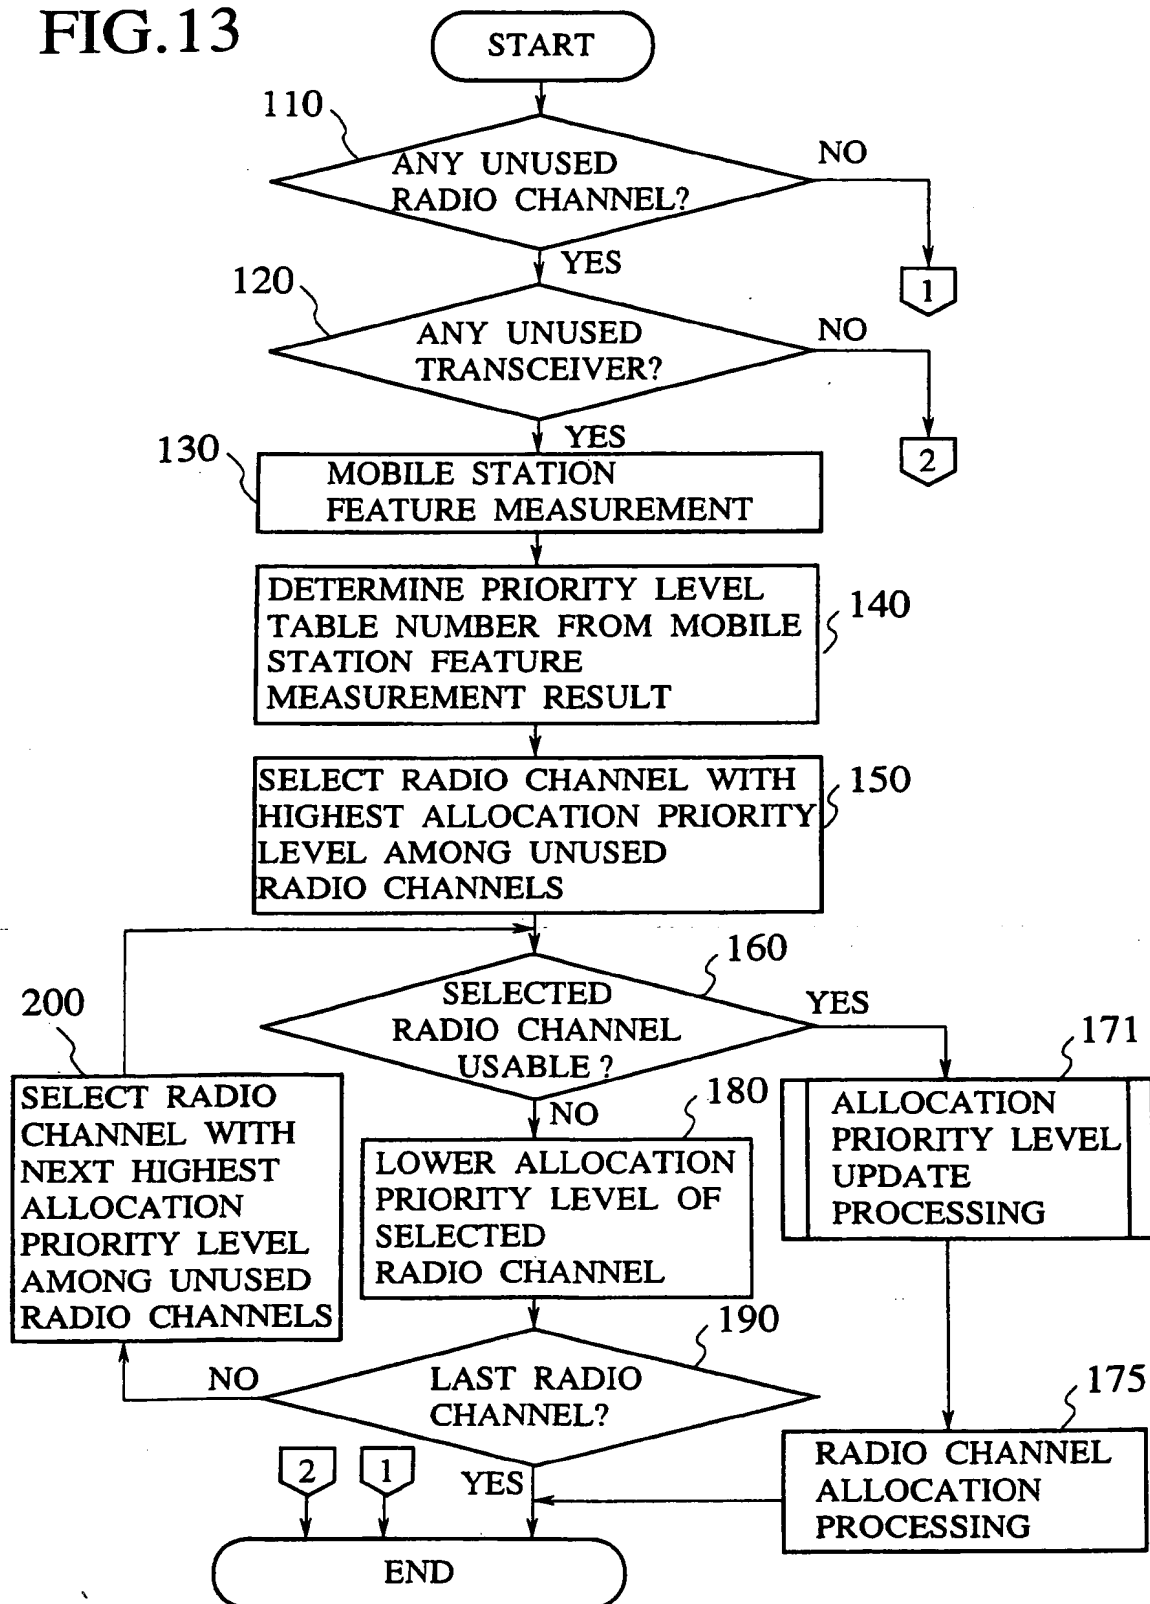 FIG.13
START
110
ANY UNUSED
RADIO CHANNEL?
NO
1
YES
120
ANY UNUSED
TRANSCEIVER?
NO
2
YES
130
MOBILE STATION
FEATURE MEASUREMENT
DETERMINE PRIORITY LEVEL
TABLE NUMBER FROM MOBILE
STATION FEATURE
MEASUREMENT RESULT
140
SELECT RADIO CHANNEL WITH
HIGHEST ALLOCATION PRIORITY
LEVEL AMONG UNUSED
RADIO CHANNELS
150
160
SELECTED
RADIO CHANNEL
USABLE ?
YES
NO
200
SELECT RADIO
CHANNEL WITH
NEXT HIGHEST
ALLOCATION
PRIORITY LEVEL
AMONG UNUSED
RADIO CHANNELS
180
LOWER ALLOCATION
PRIORITY LEVEL OF
SELECTED
RADIO CHANNEL
171
ALLOCATION
PRIORITY LEVEL
UPDATE
PROCESSING
190
LAST RADIO
CHANNEL?
NO
YES
175
RADIO CHANNEL
ALLOCATION
PROCESSING
2
1
END